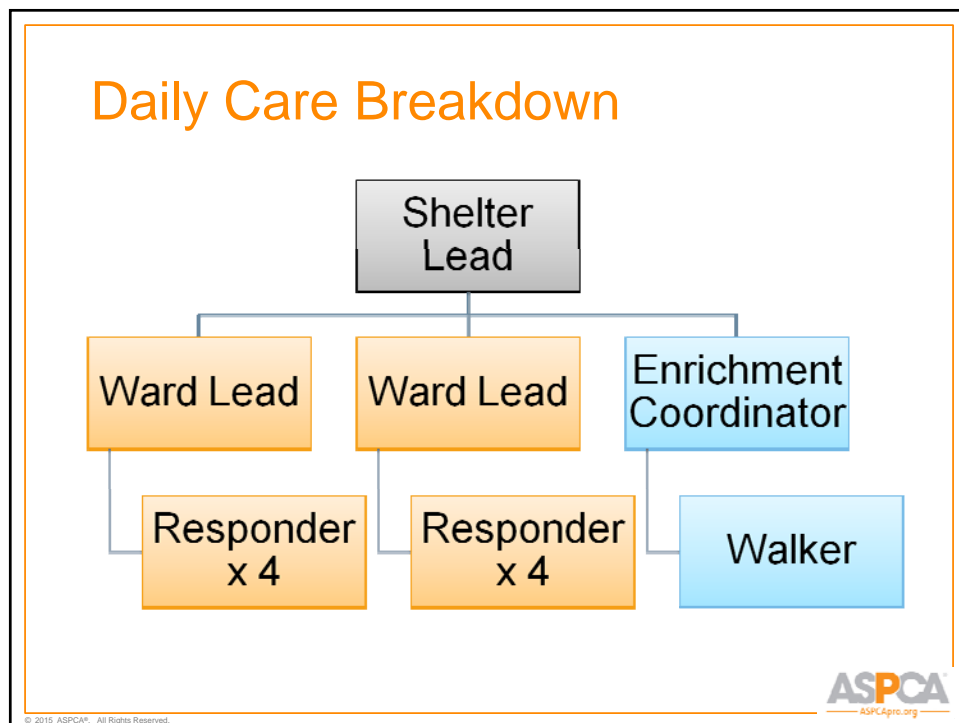 Daily Care Breakdown
Shelter
Lead
Ward Lead
Ward Lead
Enrichment
Coordinator
Responder
x 4
Responder
x 4
Walker
ASPCA
ASPCApro.org
© 2015 ASPCA®. All Rights Reserved.